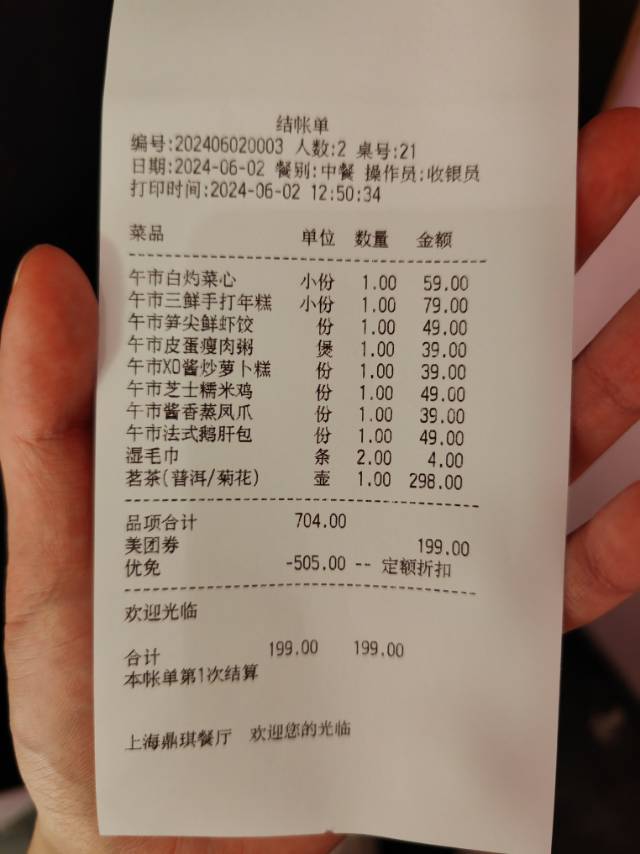 结帐单
编号:202406020003 人数:2 桌号:21
日期:2024-06-02 餐别:中餐 操作员:收银员
打印时间:2024-06-02 12:50:34
菜品 单位 数量 金额
午市白灼菜心 小份 1.00 59.00
午市三鲜手打年糕 小份 1.00 79.00
午市笋尖鲜虾饺 份 1.00 49.00
午市皮蛋瘦肉粥 煲 1.00 39.00
午市XO酱炒萝卜糕 份 1.00 39.00
午市芝士糯米鸡 份 1.00 49.00
午市酱香蒸凤爪 份 1.00 39.00
午市法式鹅肝包 份 1.00 49.00
湿毛巾 条 2.00 4.00
茗茶(普洱/菊花) 壶 1.00 298.00
品项合计 704.00
美团券 199.00
优免 -505.00 -- 定额折扣
欢迎光临
合计 199.00 199.00
本帐单第1次结算
上海鼎琪餐厅 欢迎您的光临